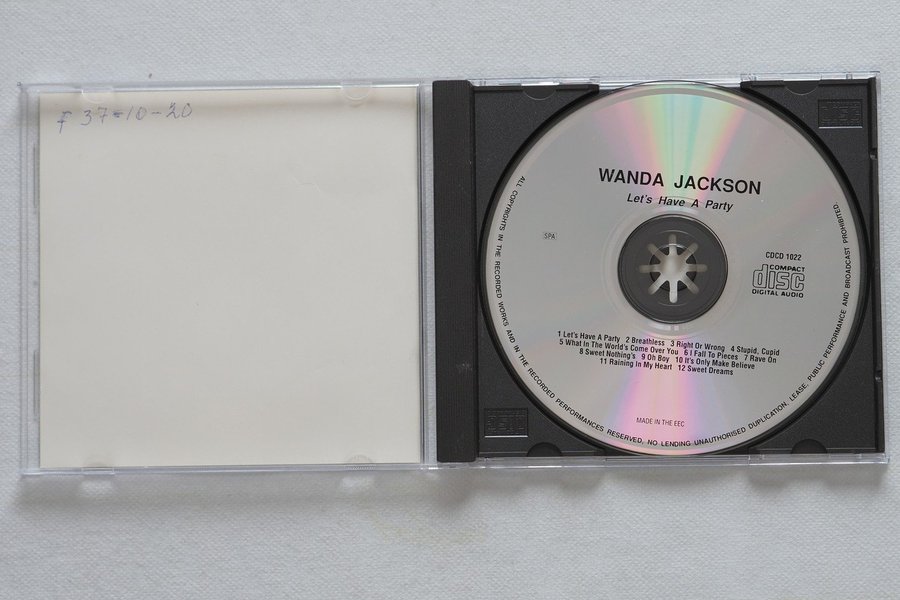 F 37=10-20
WANDA JACKSON
Let's Have A Party
SPA
CDCD 1022
COMPACT
disc
DIGITAL AUDIO
1 Let's Have A Party 2 Breathless 3 Right Or Wrong 4 Stupid, Cupid
5 What In The World's Come Over You 6 I Fall To Pieces 7 Rave On
8 Sweet Nothing's 9 Oh Boy 10 It's Only Make Believe
11 Raining In My Heart 12 Sweet Dreams
MADE IN THE EEC
ALL COPYRIGHTS IN THE RECORDED WORKS AND IN THE RECORDED PERFORMANCES RESERVED, NO LENDING UNAUTHORISED DUPLICATION, LEASE, PUBLIC PERFORMANCE AND BROADCAST PROHIBITED.